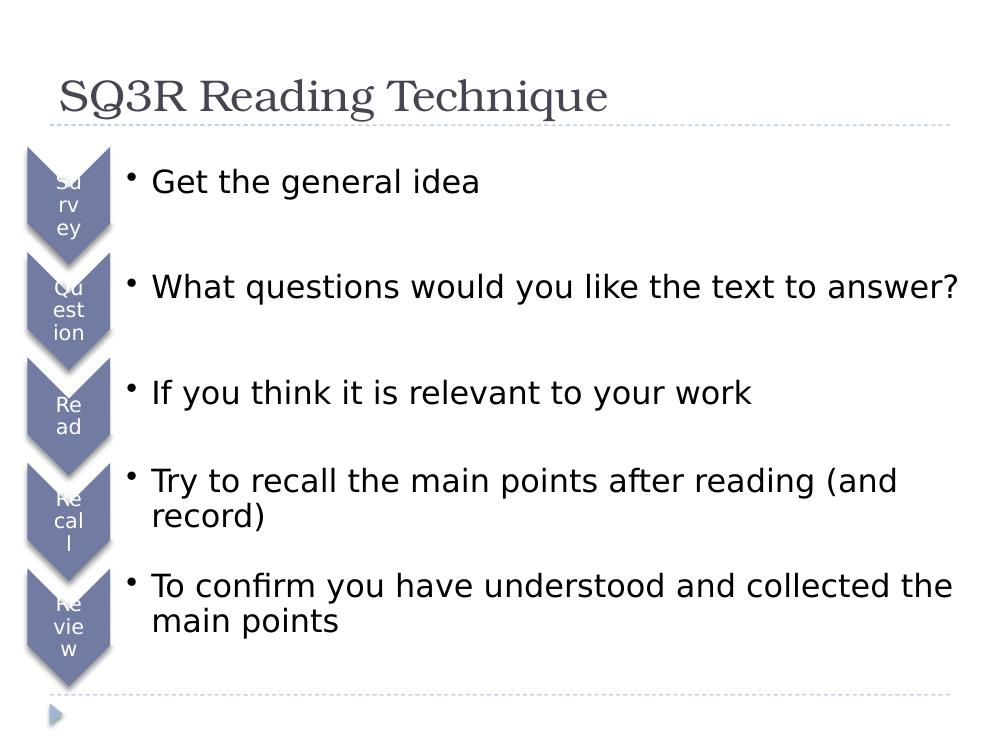 SQ3R Reading Technique
Su
rv
ey
• Get the general idea
Qu
est
ion
• What questions would you like the text to answer?
Re
ad
• If you think it is relevant to your work
Re
cal
l
• Try to recall the main points after reading (and
record)
Re
vie
w
• To confirm you have understood and collected the
main points